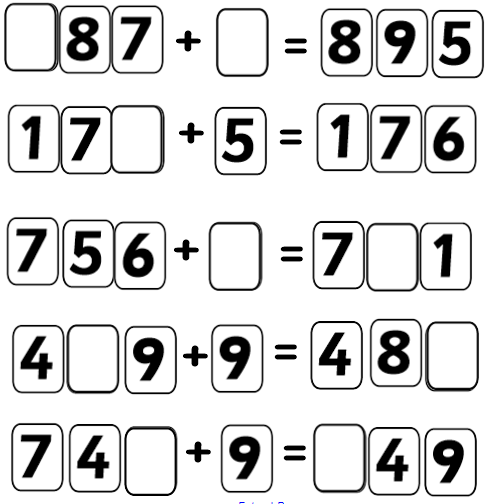 87 + = 895
17 + 5 = 176
756 + = 7 1
4 9 + 9 = 48
74 + 9 = 49